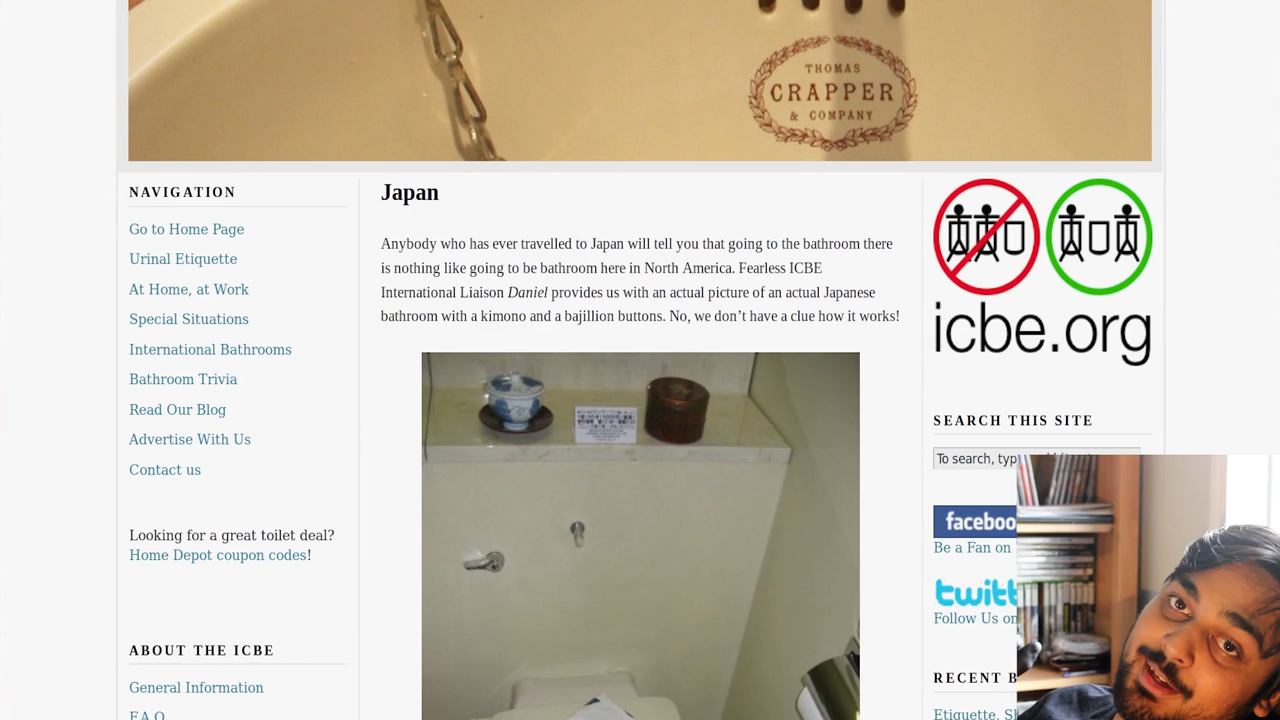 THOMAS
CRAPPER
& COMPANY
NAVIGATION
Go to Home Page
Urinal Etiquette
At Home, at Work
Special Situations
International Bathrooms
Bathroom Trivia
Read Our Blog
Advertise With Us
Contact us
Looking for a great toilet deal?
Home Depot coupon codes!
ABOUT THE ICBE
General Information
F.A.Q.
Japan
Anybody who has ever travelled to Japan will tell you that going to the bathroom there
is nothing like going to be bathroom here in North America. Fearless ICBE
International Liaison Daniel provides us with an actual picture of an actual Japanese
bathroom with a kimono and a bajillion buttons. No, we don’t have a clue how it works!
icbe.org
SEARCH THIS SITE
To search, typ
faceboo
Be a Fan on
twitt
Follow Us on
RECENT B
Etiquette, Sh